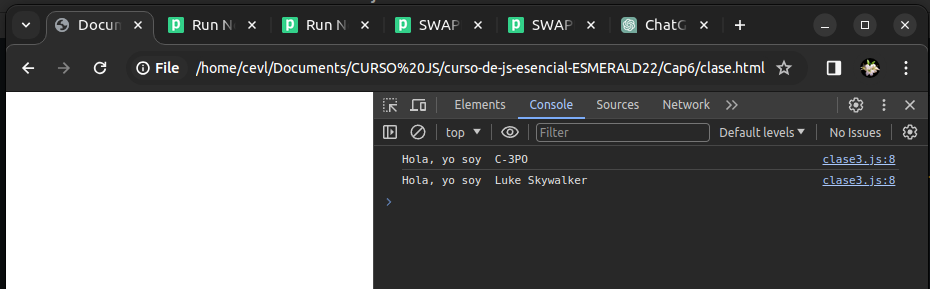 Docun
Run N
Run N
SWAP
SWAP
ChatG
File /home/cevl/Documents/CURSO%20JS/curso-de-js-esencial-ESMERALD22/Cap6/clase.html
Elements Console Sources Network
top Filter Default levels No Issues
Hola, yo soy C-3PO clase3.js:8
Hola, yo soy Luke Skywalker clase3.js:8